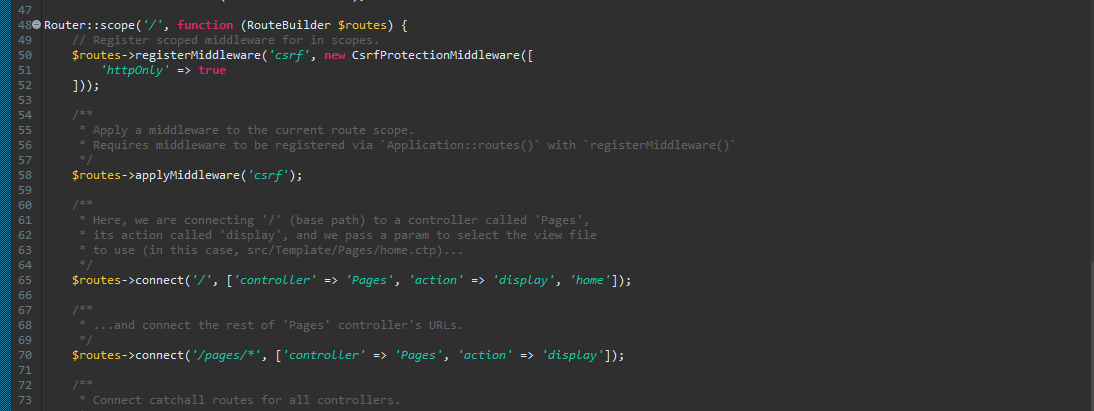 47
48 Router::scope('/', function (RouteBuilder $routes) {
49 // Register scoped middleware for in scopes.
50 $routes->registerMiddleware('csrf', new CsrfProtectionMiddleware([
51 'httpOnly' => true
52 ]));
53
54 /**
55 * Apply a middleware to the current route scope.
56 * Requires middleware to be registered via `Application::routes()` with `registerMiddleware()`
57 */
58 $routes->applyMiddleware('csrf');
59
60 /**
61 * Here, we are connecting '/' (base path) to a controller called 'Pages',
62 * its action called 'display', and we pass a param to select the view file
63 * to use (in this case, src/Template/Pages/home.ctp)...
64 */
65 $routes->connect('/', ['controller' => 'Pages', 'action' => 'display', 'home']);
66
67 /**
68 * ...and connect the rest of 'Pages' controller's URLs.
69 */
70 $routes->connect('/pages/*', ['controller' => 'Pages', 'action' => 'display']);
71
72 /**
73 * Connect catchall routes for all controllers.